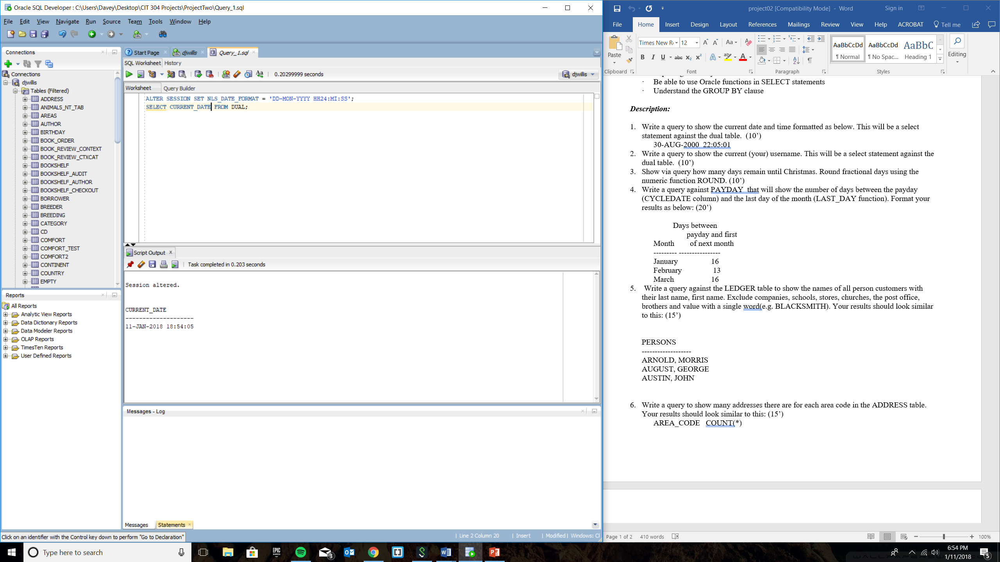 Oracle SQL Developer : C:\Users\Davey\Desktop\CIT 304 Projects\ProjectTwo\Query_1.sql
File Edit View Navigate Run Source Team Tools Window Help
Connections
Connections
djwillis
Tables (Filtered)
ADDRESS
ANIMALS_NT_TAB
AREAS
AUTHOR
BIRTHDAY
BOOK_ORDER
BOOK_REVIEW_CONTEXT
BOOK_REVIEW_CTXCAT
BOOKSHELF
BOOKSHELF_AUDIT
BOOKSHELF_AUTHOR
BOOKSHELF_CHECKOUT
BORROWER
BREEDER
BREEDING
CATEGORY
CD
COMFORT
COMFORT_TEST
COMFORT2
CONTINENT
COUNTRY
EMPTY
Reports
All Reports
Analytic View Reports
Data Dictionary Reports
Data Modeler Reports
OLAP Reports
TimesTen Reports
User Defined Reports
Start Page djwillis Query_1.sql
SQL Worksheet History
0.20299999 seconds djwillis
Worksheet Query Builder
ALTER SESSION SET NLS_DATE_FORMAT = 'DD-MON-YYYY HH24:MI:SS';
SELECT CURRENT_DATE FROM DUAL;
Script Output
Task completed in 0.203 seconds
Session altered.
CURRENT_DATE
--------------------
11-JAN-2018 18:54:05
Messages - Log
Messages Statements
Click on an identifier with the Control key down to perform "Go to Declaration"
Line 2 Column 20 Insert Modified Windows: CF
project02 [Compatibility Mode] - Word Sign in
File Home Insert Design Layout References Mailings Review View Help ACROBAT Tell me
Paste
Times New R 12 Aa
B I U abc X₂ X²
AaBbCcDd AaBbCcDd AaBbC
¶ Normal ¶ No Spac... Heading 1
Editing
Clipboard Font Paragraph Styles
· Be able to use Oracle functions in SELECT statements
· Understand the GROUP BY clause
Description:
1. Write a query to show the current date and time formatted as below. This will be a select
statement against the dual table. (10’)
30-AUG-2000 22:05:01
2. Write a query to show the current (your) username. This will be a select statement against the
dual table. (10’)
3. Show via query how many days remain until Christmas. Round fractional days using the
numeric function ROUND. (10’)
4. Write a query against PAYDAY that will show the number of days between the payday
(CYCLEDATE column) and the last day of the month (LAST_DAY function). Format your
results as below: (20’)
Days between
payday and first
Month of next month
--------- ----------------
January 16
February 13
March 16
5. Write a query against the LEDGER table to show the names of all person customers with
their last name, first name. Exclude companies, schools, stores, churches, the post office,
brothers and value with a single word(e.g. BLACKSMITH). Your results should look similar
to this: (15’)
PERSONS
-------------------
ARNOLD, MORRIS
AUGUST, GEORGE
AUSTIN, JOHN
6. Write a query to show many addresses there are for each area code in the ADDRESS table.
Your results should look similar to this: (15’)
AREA_CODE COUNT(*)
Page 1 of 2 410 words 100%
Type here to search
EPIC GAMES
3
6:54 PM
1/11/2018
5